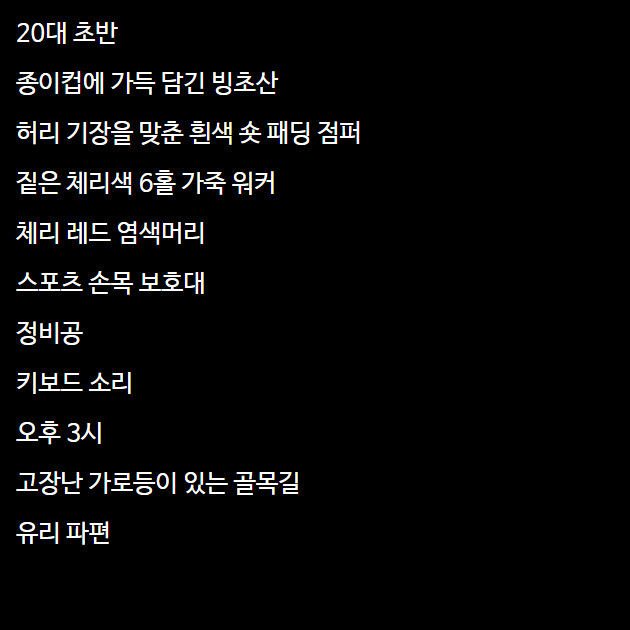 20대 초반
종이컵에 가득 담긴 빙초산
허리 기장을 맞춘 흰색 숏 패딩 점퍼
짙은 체리색 6홀 가죽 워커
체리 레드 염색머리
스포츠 손목 보호대
정비공
키보드 소리
오후 3시
고장난 가로등이 있는 골목길
유리 파편